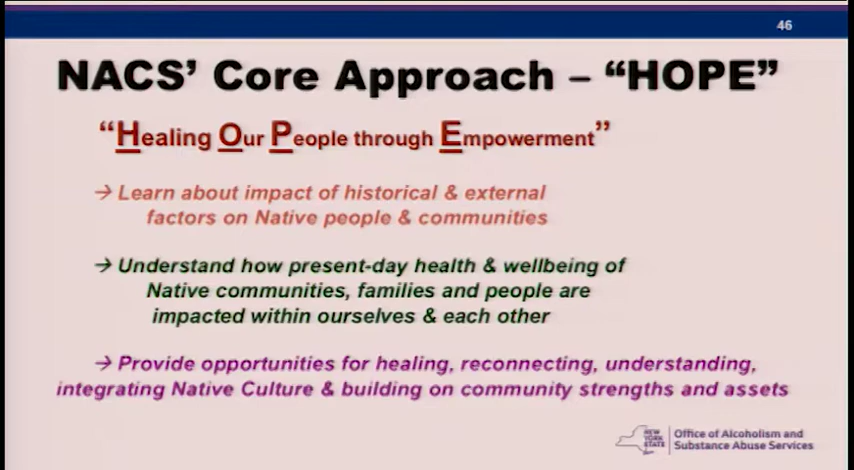 46
NACS’ Core Approach – “HOPE”
“Healing Our People through Empowerment”
→ Learn about impact of historical & external
factors on Native people & communities
→ Understand how present-day health & wellbeing of
Native communities, families and people are
impacted within ourselves & each other
→ Provide opportunities for healing, reconnecting, understanding,
integrating Native Culture & building on community strengths and assets
NEW
YORK
STATE
Office of Alcoholism and
Substance Abuse Services